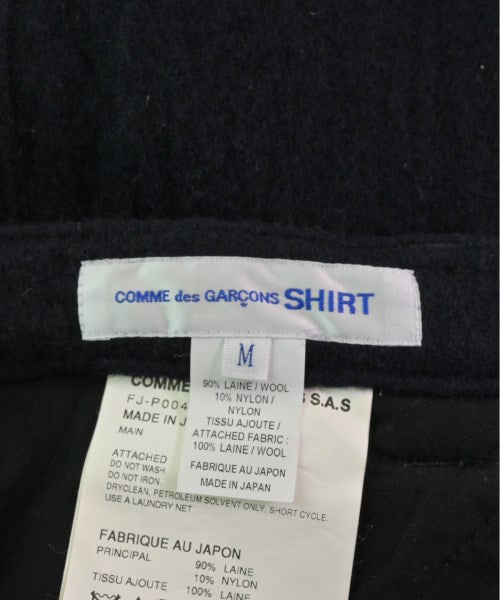 COMME des GARÇONS SHIRT
M
90% LAINE / WOOL
10% NYLON /
NYLON
TISSU AJOUTE /
ATTACHED FABRIC :
100% LAINE / WOOL
FABRIQUE AU JAPON
MADE IN JAPAN
COMME S.A.S
FJ-P004
MADE IN J
MAIN
ATTACHED
DO NOT WASH.
DO NOT IRON.
DRYCLEAN, PETROLEUM SOLVENT ONLY, SHORT CYCLE.
USE A LAUNDRY NET
FABRIQUE AU JAPON
PRINCIPAL 90% LAINE
10% NYLON
TISSU AJOUTE 100% LAINE